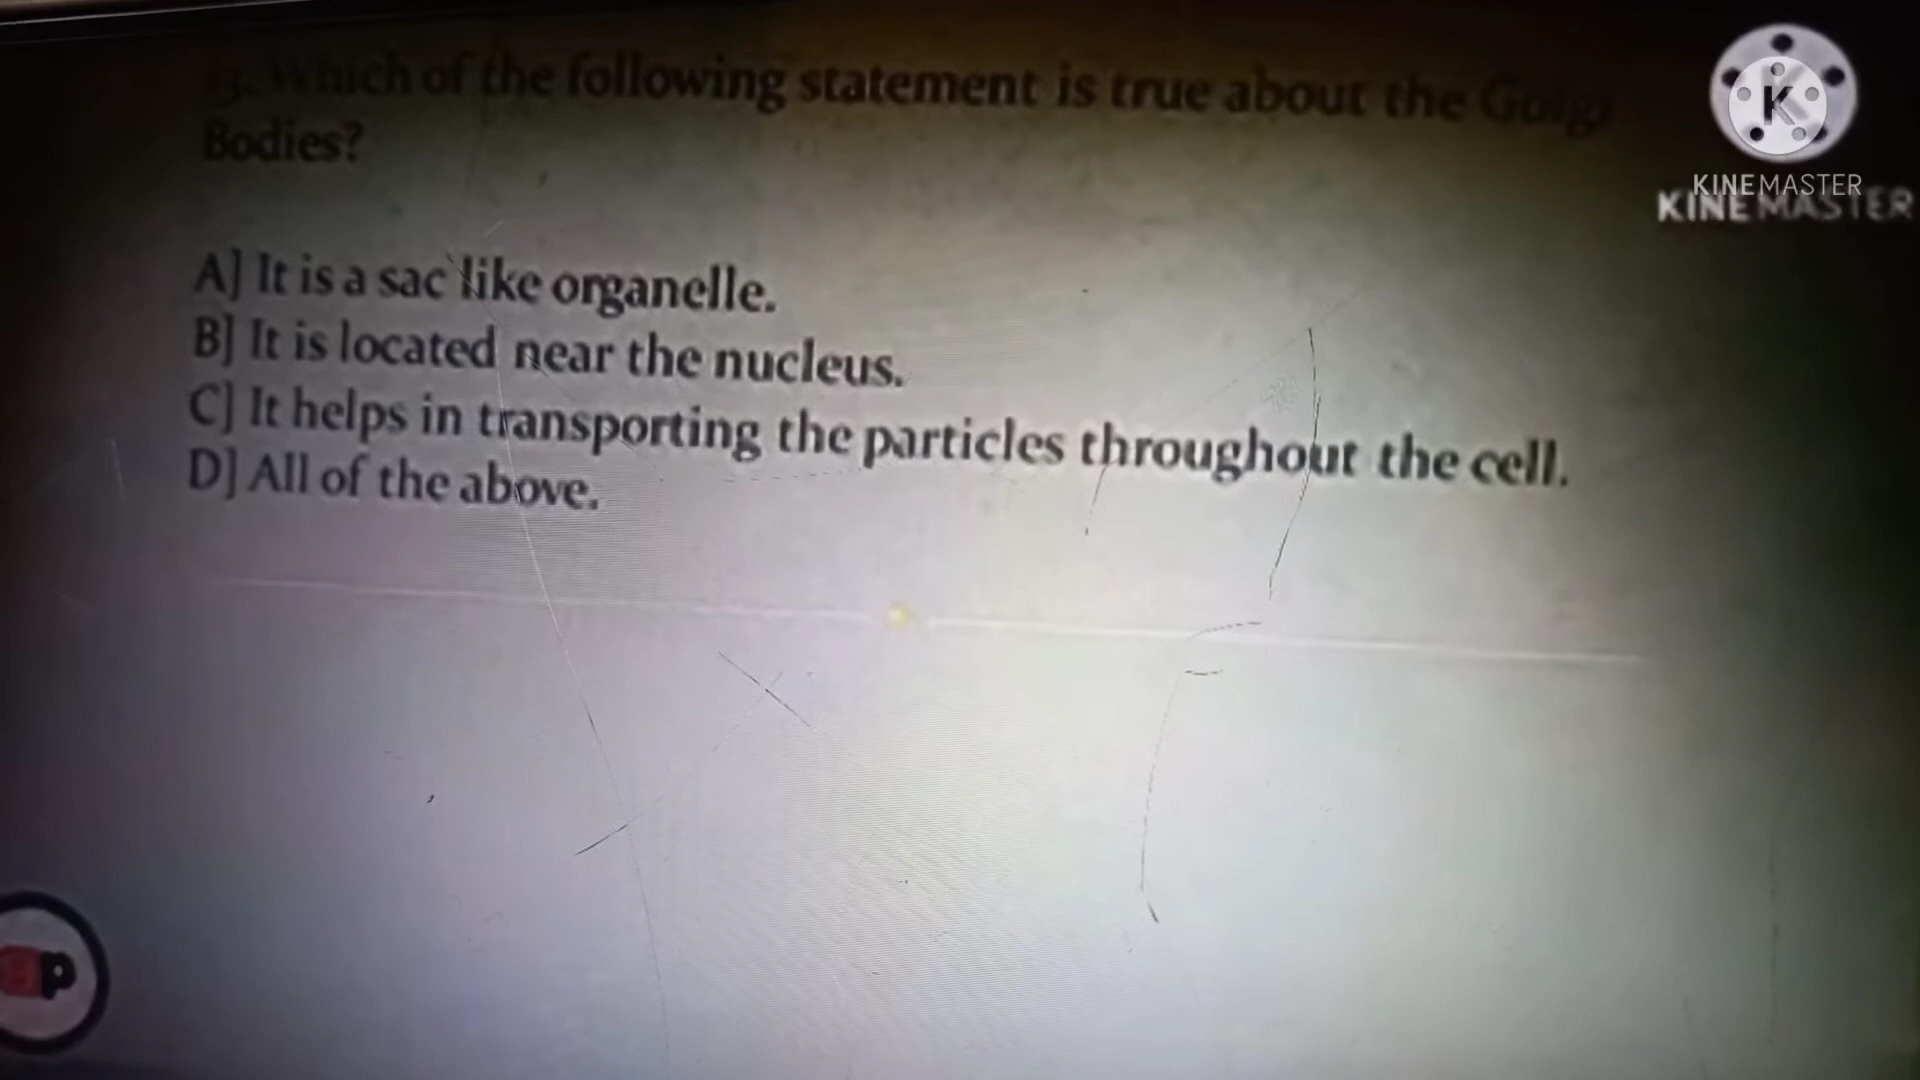 13. Which of the following statement is true about the Golgi
Bodies?
A] It is a sac like organelle.
B] It is located near the nucleus.
C] It helps in transporting the particles throughout the cell.
D] All of the above.
KINEMASTER
KINEMASTER
K